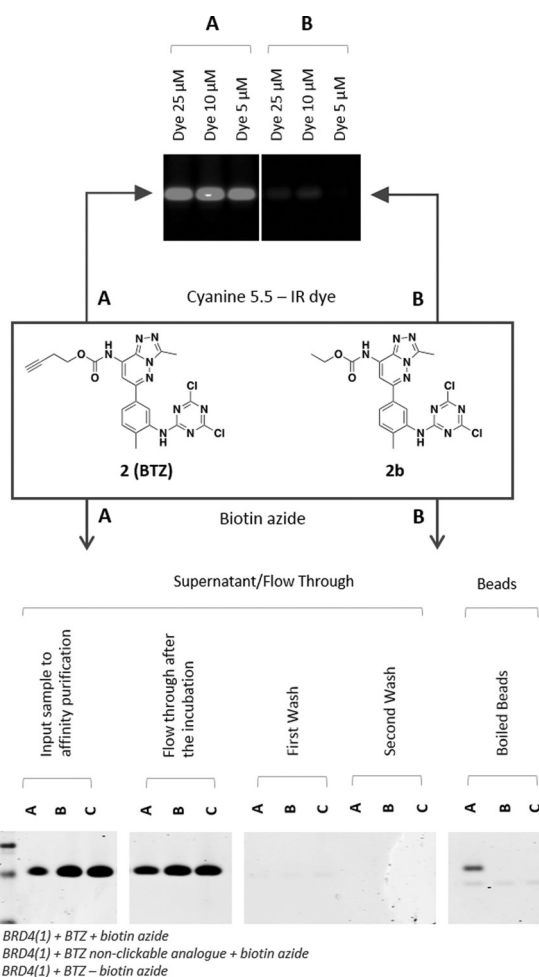 A B
Dye 25 µM Dye 10 µM Dye 5 µM Dye 25 µM Dye 10 µM Dye 5 µM
A Cyanine 5.5 – IR dye B
N N
H N
O N
N
O
Cl
N N
N N Cl
H
2 (BTZ)
N N
H N
O N
N
O
Cl
N N
N N Cl
H
2b
A Biotin azide B
Supernatant/Flow Through Beads
Input sample to
affinity purification
Flow through after
the incubation
First Wash
Second Wash
Boiled Beads
A B C A B C A B C A B C A B C
BRD4(1) + BTZ + biotin azide
BRD4(1) + BTZ non-clickable analogue + biotin azide
BRD4(1) + BTZ – biotin azide